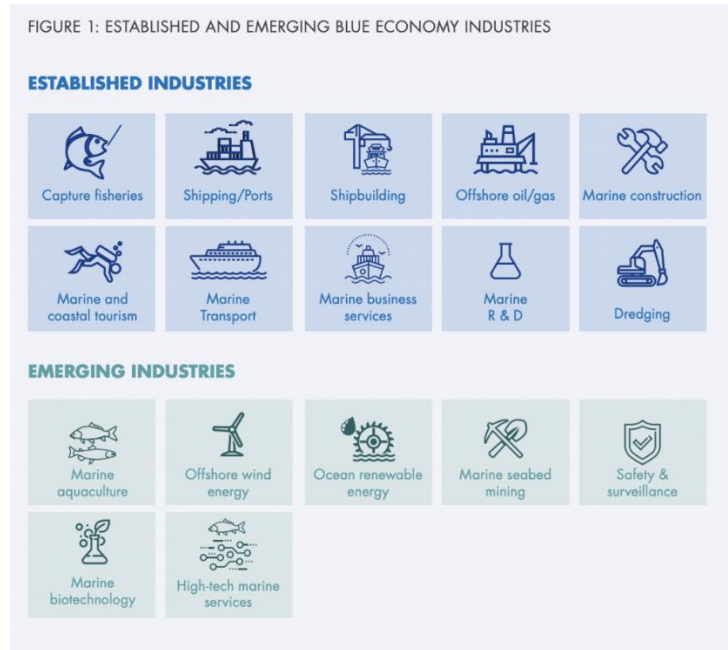 FIGURE 1: ESTABLISHED AND EMERGING BLUE ECONOMY INDUSTRIES
ESTABLISHED INDUSTRIES
Capture fisheries
Shipping/Ports
Shipbuilding
Offshore oil/gas
Marine construction
Marine and
coastal tourism
Marine
Transport
Marine business
services
Marine
R & D
Dredging
EMERGING INDUSTRIES
Marine
aquaculture
Offshore wind
energy
Ocean renewable
energy
Marine seabed
mining
Safety &
surveillance
Marine
biotechnology
High-tech marine
services